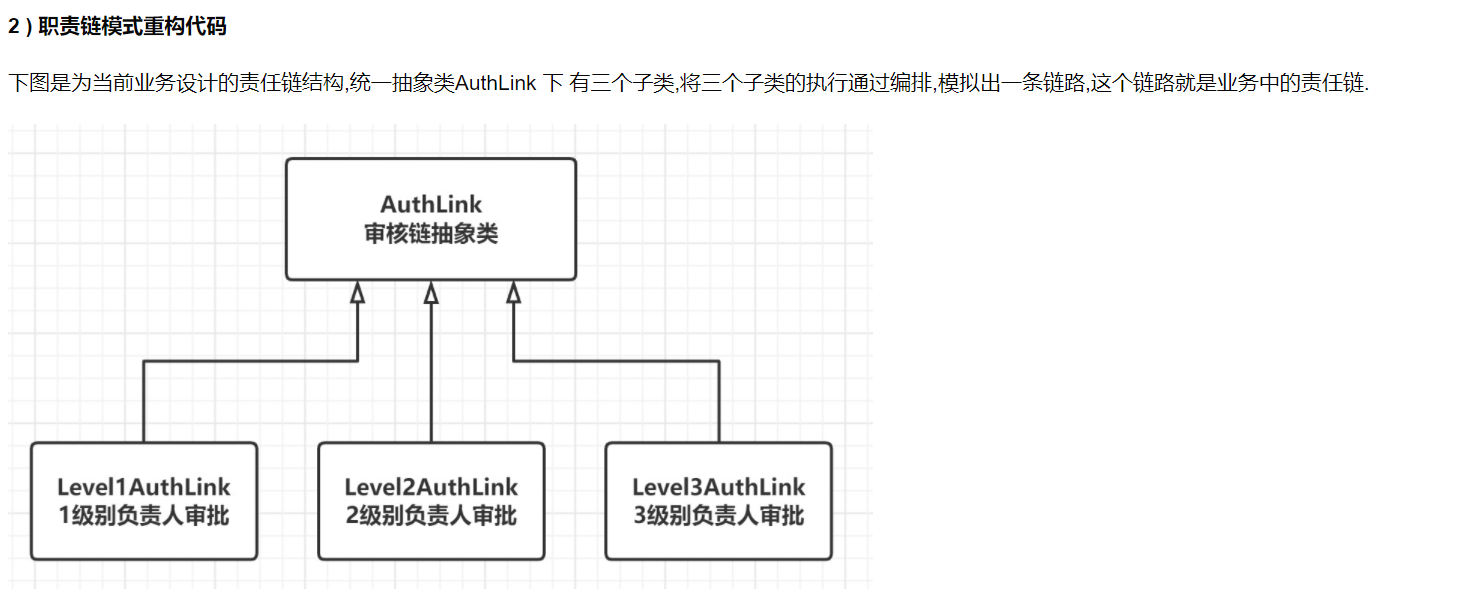 2 ) 职责链模式重构代码
下图是为当前业务设计的责任链结构,统一抽象类AuthLink 下 有三个子类,将三个子类的执行通过编排,模拟出一条链路,这个链路就是业务中的责任链.
AuthLink
审核链抽象类
Level1AuthLink
1级别负责人审批
Level2AuthLink
2级别负责人审批
Level3AuthLink
3级别负责人审批